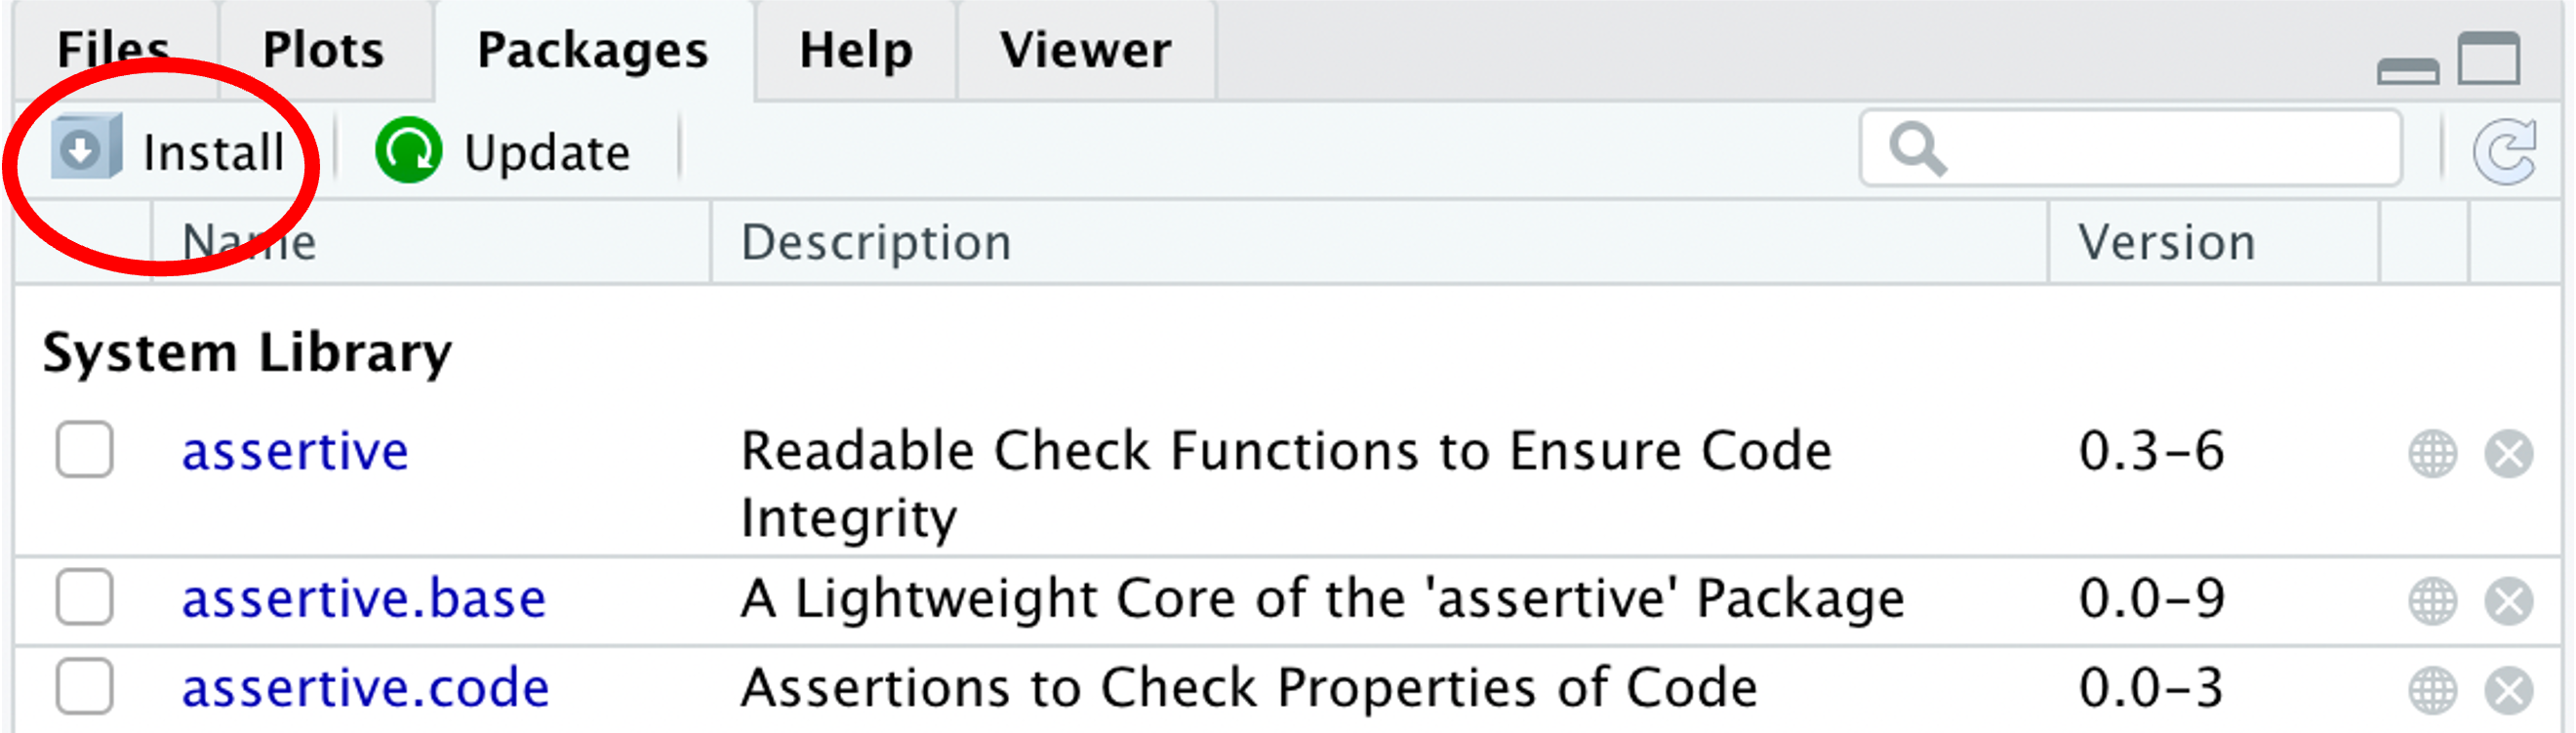 Files Plots Packages Help Viewer
Install Update
Name Description Version
System Library
assertive Readable Check Functions to Ensure Code 0.3-6
Integrity
assertive.base A Lightweight Core of the 'assertive' Package 0.0-9
assertive.code Assertions to Check Properties of Code 0.0-3